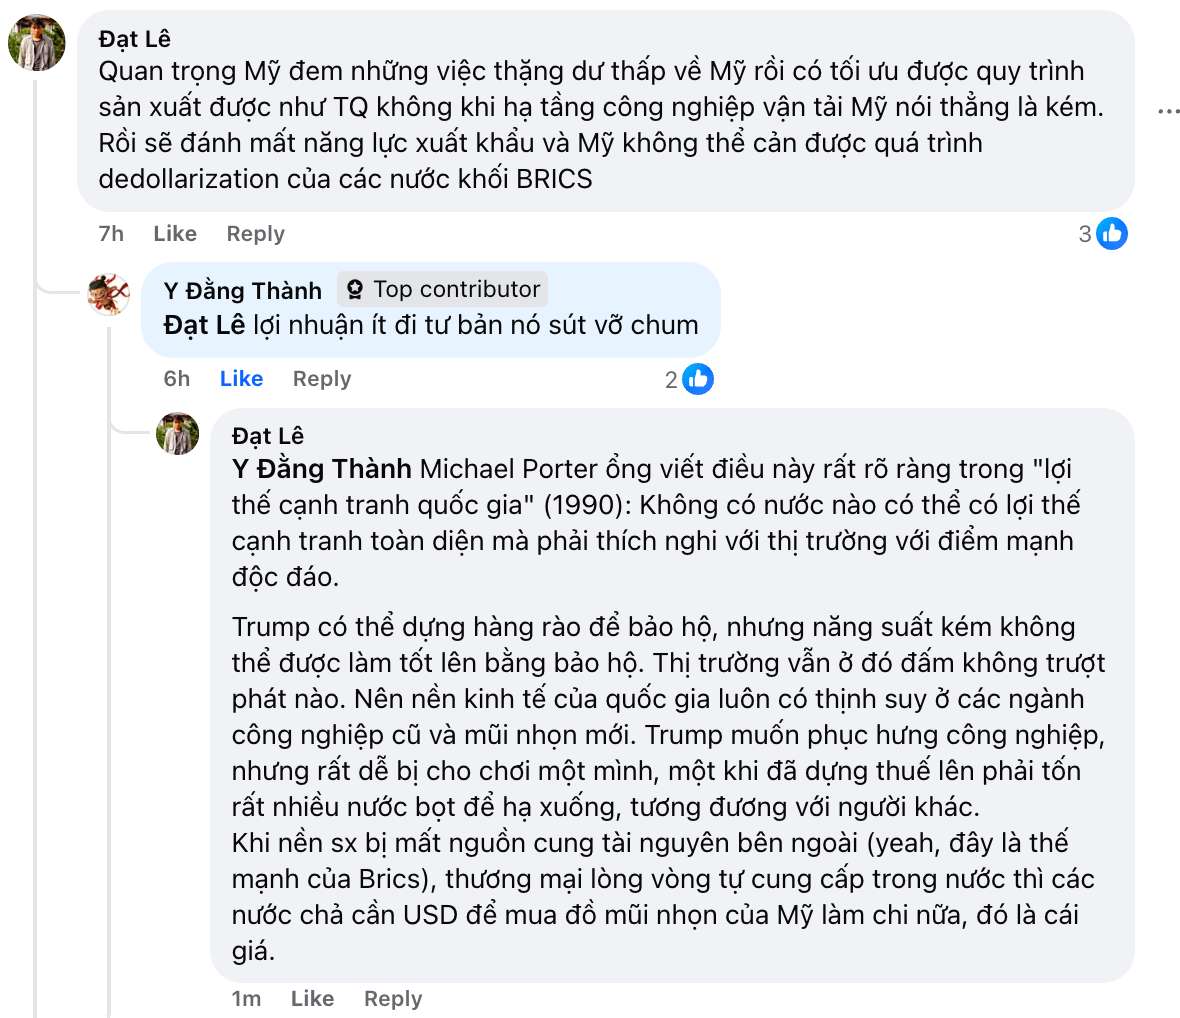 Đạt Lê
Quan trọng Mỹ đem những việc thặng dư thấp về Mỹ rồi có tối ưu được quy trình
sản xuất được như TQ không khi hạ tầng công nghiệp vận tải Mỹ nói thẳng là kém.
Rồi sẽ đánh mất năng lực xuất khẩu và Mỹ không thể cản được quá trình
dedollarization của các nước khối BRICS
7h Like Reply 3
Y Đằng Thành Top contributor
Đạt Lê lợi nhuận ít đi tư bản nó sút vỡ chum
6h Like Reply 2
Đạt Lê
Y Đằng Thành Michael Porter ổng viết điều này rất rõ ràng trong "lợi
thế cạnh tranh quốc gia" (1990): Không có nước nào có thể có lợi thế
cạnh tranh toàn diện mà phải thích nghi với thị trường với điểm mạnh
độc đáo.
Trump có thể dựng hàng rào để bảo hộ, nhưng năng suất kém không
thể được làm tốt lên bằng bảo hộ. Thị trường vẫn ở đó đấm không trượt
phát nào. Nên nền kinh tế của quốc gia luôn có thịnh suy ở các ngành
công nghiệp cũ và mũi nhọn mới. Trump muốn phục hưng công nghiệp,
nhưng rất dễ bị cho chơi một mình, một khi đã dựng thuế lên phải tốn
rất nhiều nước bọt để hạ xuống, tương đương với người khác.
Khi nền sx bị mất nguồn cung tài nguyên bên ngoài (yeah, đây là thế
mạnh của Brics), thương mại lòng vòng tự cung cấp trong nước thì các
nước chả cần USD để mua đồ mũi nhọn của Mỹ làm chi nữa, đó là cái
giá.
1m Like Reply